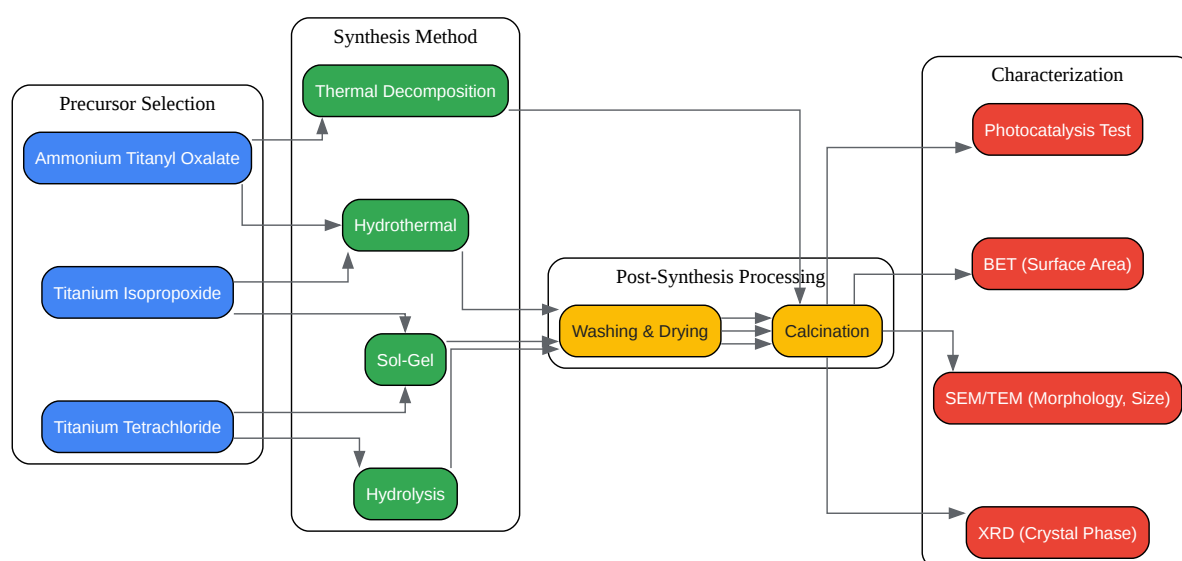 Precursor Selection
Ammonium Titanyl Oxalate
Titanium Isopropoxide
Titanium Tetrachloride
Synthesis Method
Thermal Decomposition
Hydrothermal
Sol-Gel
Hydrolysis
Post-Synthesis Processing
Washing & Drying
Calcination
Characterization
Photocatalysis Test
BET (Surface Area)
SEM/TEM (Morphology, Size)
XRD (Crystal Phase)